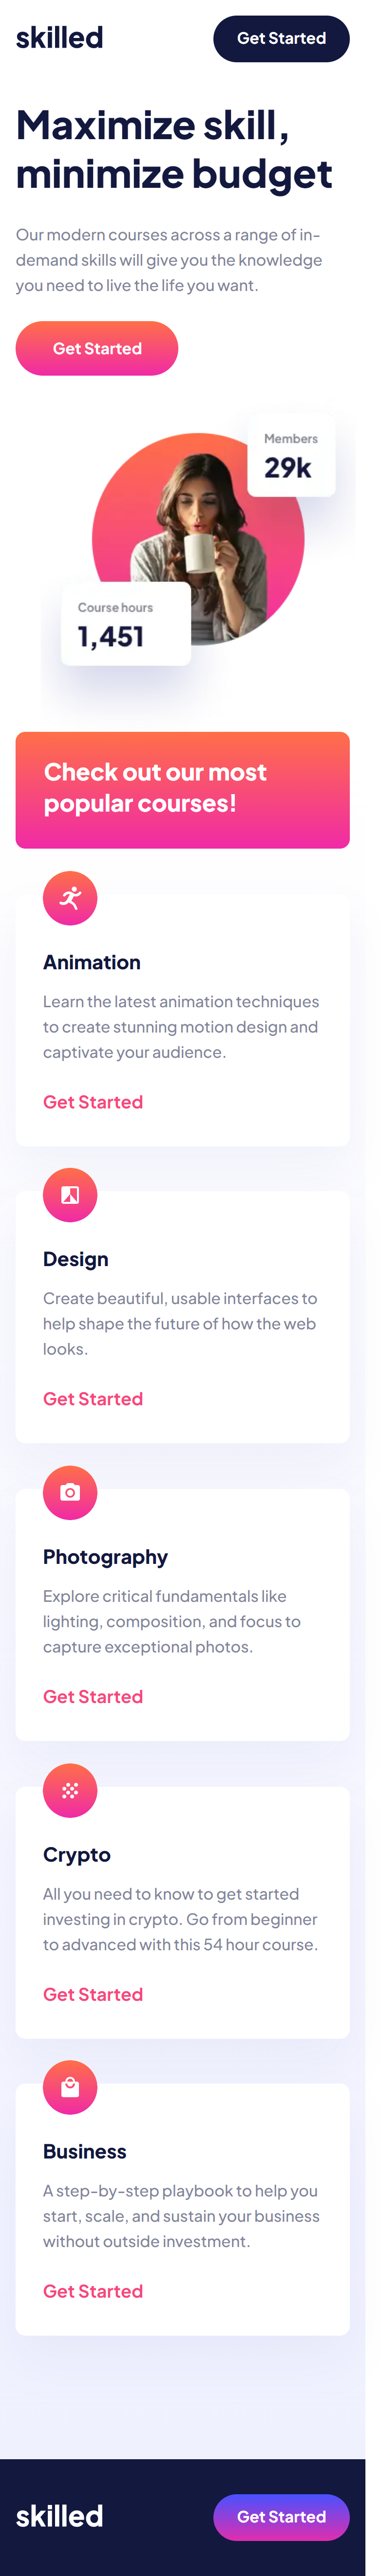 skilled
Get Started
Maximize skill,
minimize budget
Our modern courses across a range of in-
demand skills will give you the knowledge
you need to live the life you want.
Get Started
Members
29k
Course hours
1,451
Check out our most
popular courses!
Animation
Learn the latest animation techniques
to create stunning motion design and
captivate your audience.
Get Started
Design
Create beautiful, usable interfaces to
help shape the future of how the web
looks.
Get Started
Photography
Explore critical fundamentals like
lighting, composition, and focus to
capture exceptional photos.
Get Started
Crypto
All you need to know to get started
investing in crypto. Go from beginner
to advanced with this 54 hour course.
Get Started
Business
A step-by-step playbook to help you
start, scale, and sustain your business
without outside investment.
Get Started
skilled
Get Started